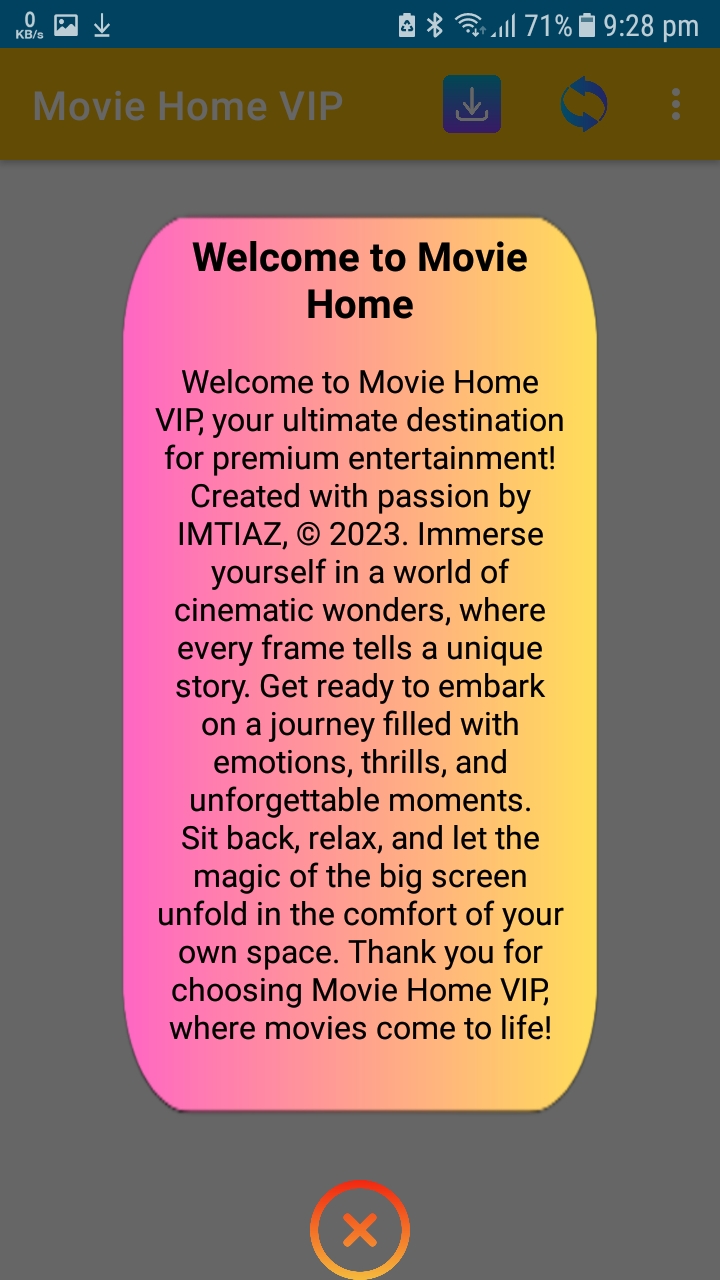 0
KB/s
71%
9:28 pm
Movie Home VIP
Welcome to Movie
Home
Welcome to Movie Home
VIP, your ultimate destination
for premium entertainment!
Created with passion by
IMTIAZ, © 2023. Immerse
yourself in a world of
cinematic wonders, where
every frame tells a unique
story. Get ready to embark
on a journey filled with
emotions, thrills, and
unforgettable moments.
Sit back, relax, and let the
magic of the big screen
unfold in the comfort of your
own space. Thank you for
choosing Movie Home VIP,
where movies come to life!